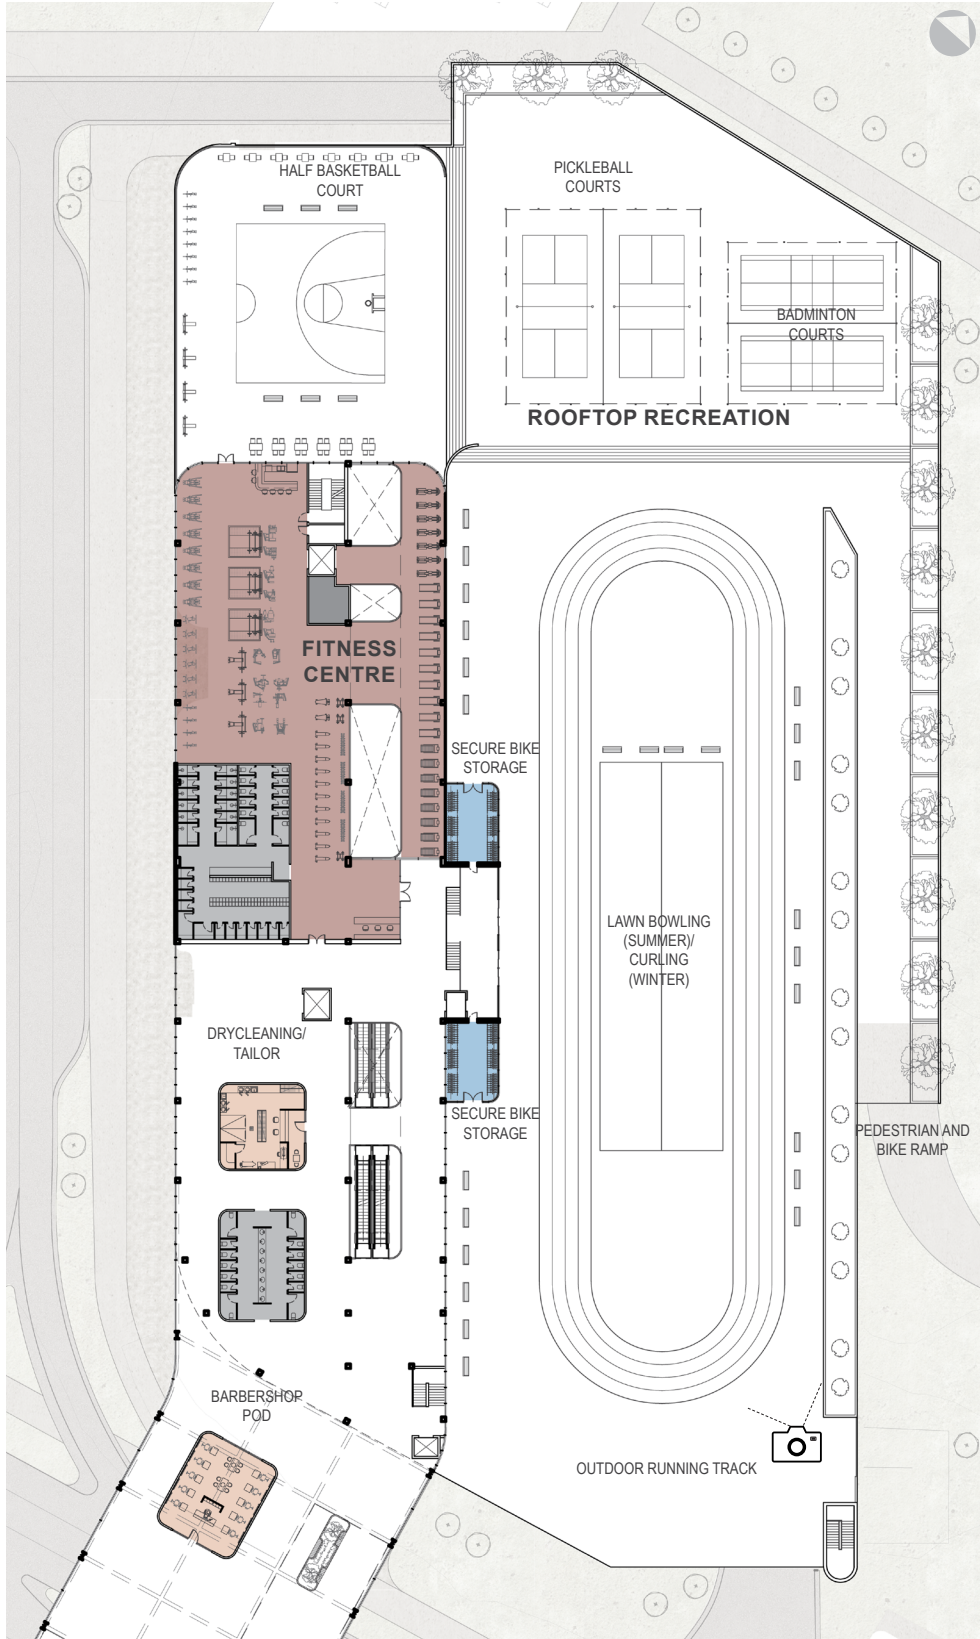 HALF BASKETBALL
COURT
PICKLEBALL
COURTS
BADMINTON
COURTS
ROOFTOP RECREATION
FITNESS
CENTRE
SECURE BIKE
STORAGE
LAWN BOWLING
(SUMMER)/
CURLING
(WINTER)
DRYCLEANING/
TAILOR
SECURE BIKE
STORAGE
PEDESTRIAN AND
BIKE RAMP
BARBERSHOP
POD
OUTDOOR RUNNING TRACK